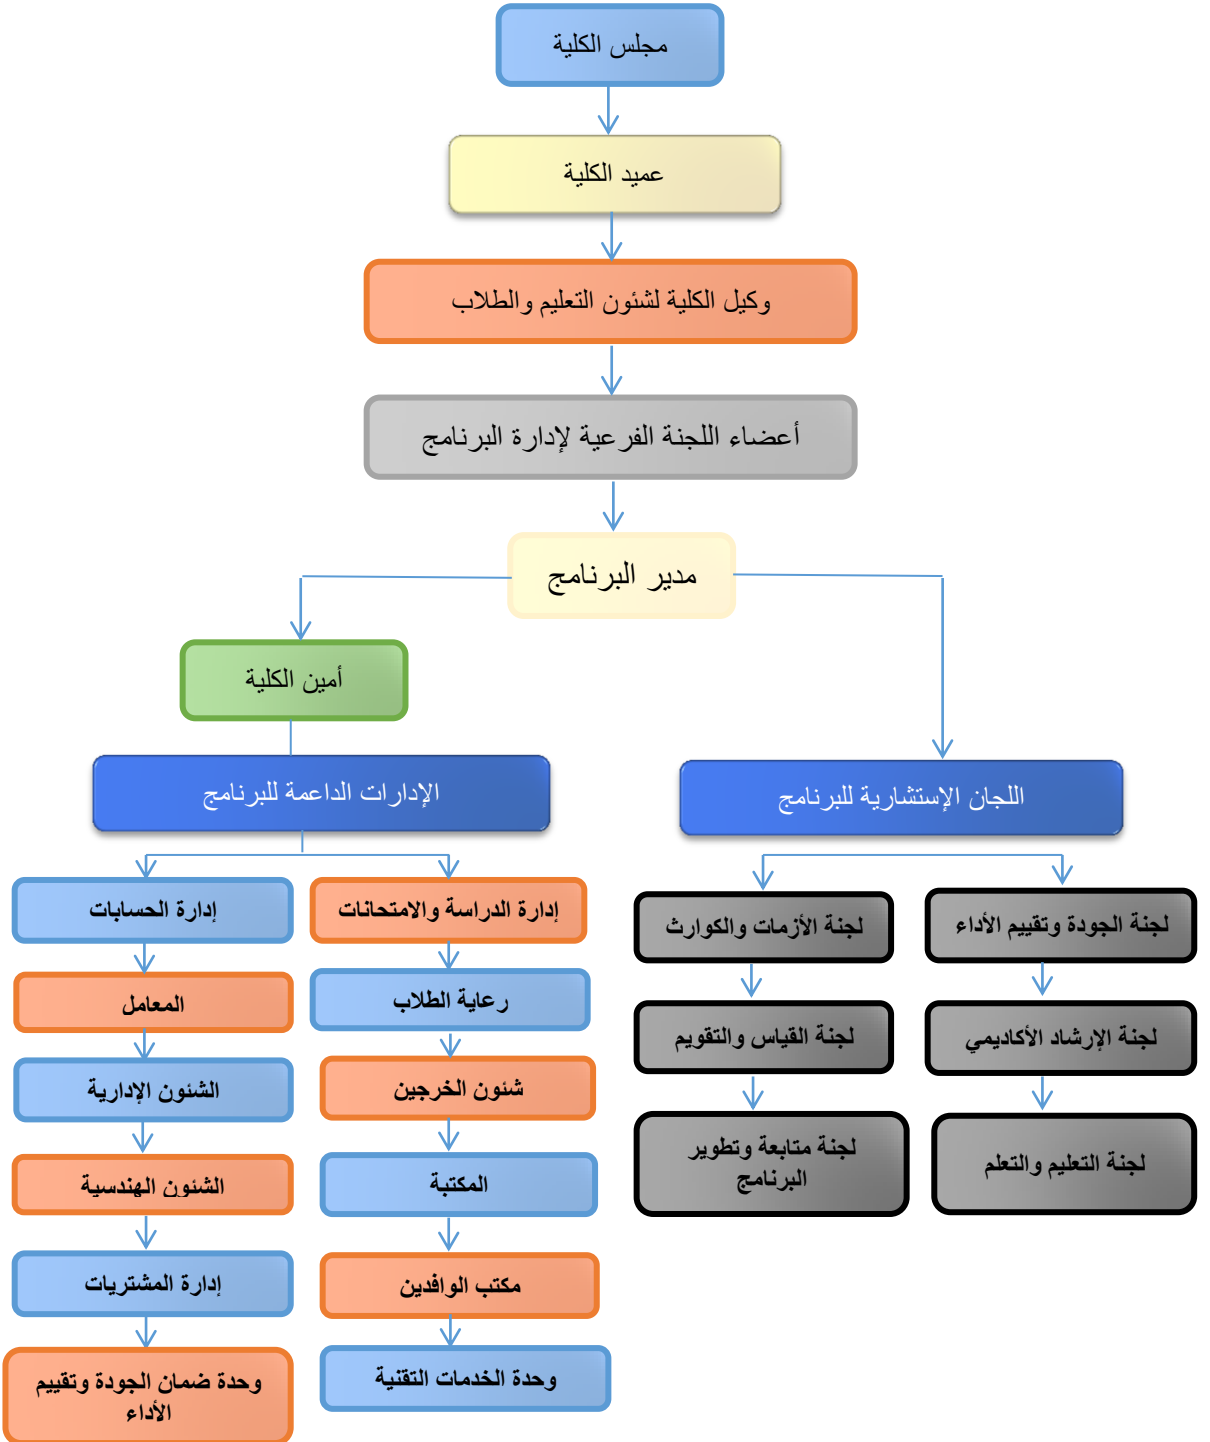 مجلس الكلية
عميد الكلية
وكيل الكلية لشئون التعليم والطلاب
أعضاء اللجنة الفرعية لإدارة البرنامج
مدير البرنامج
أمين الكلية
اللجان الإستشارية للبرنامج
الإدارات الداعمة للبرنامج
لجنة الجودة وتقييم الأداء
لجنة الإرشاد الأكاديمي
لجنة التعليم والتعلم
لجنة الأزمات والكوارث
لجنة القياس والتقويم
لجنة متابعة وتطوير
البرنامج
إدارة الدراسة والامتحانات
رعاية الطلاب
شئون الخرجين
المكتبة
مكتب الوافدين
وحدة الخدمات التقنية
إدارة الحسابات
المعامل
الشئون الإدارية
الشئون الهندسية
إدارة المشتريات
وحدة ضمان الجودة وتقييم
الأداء